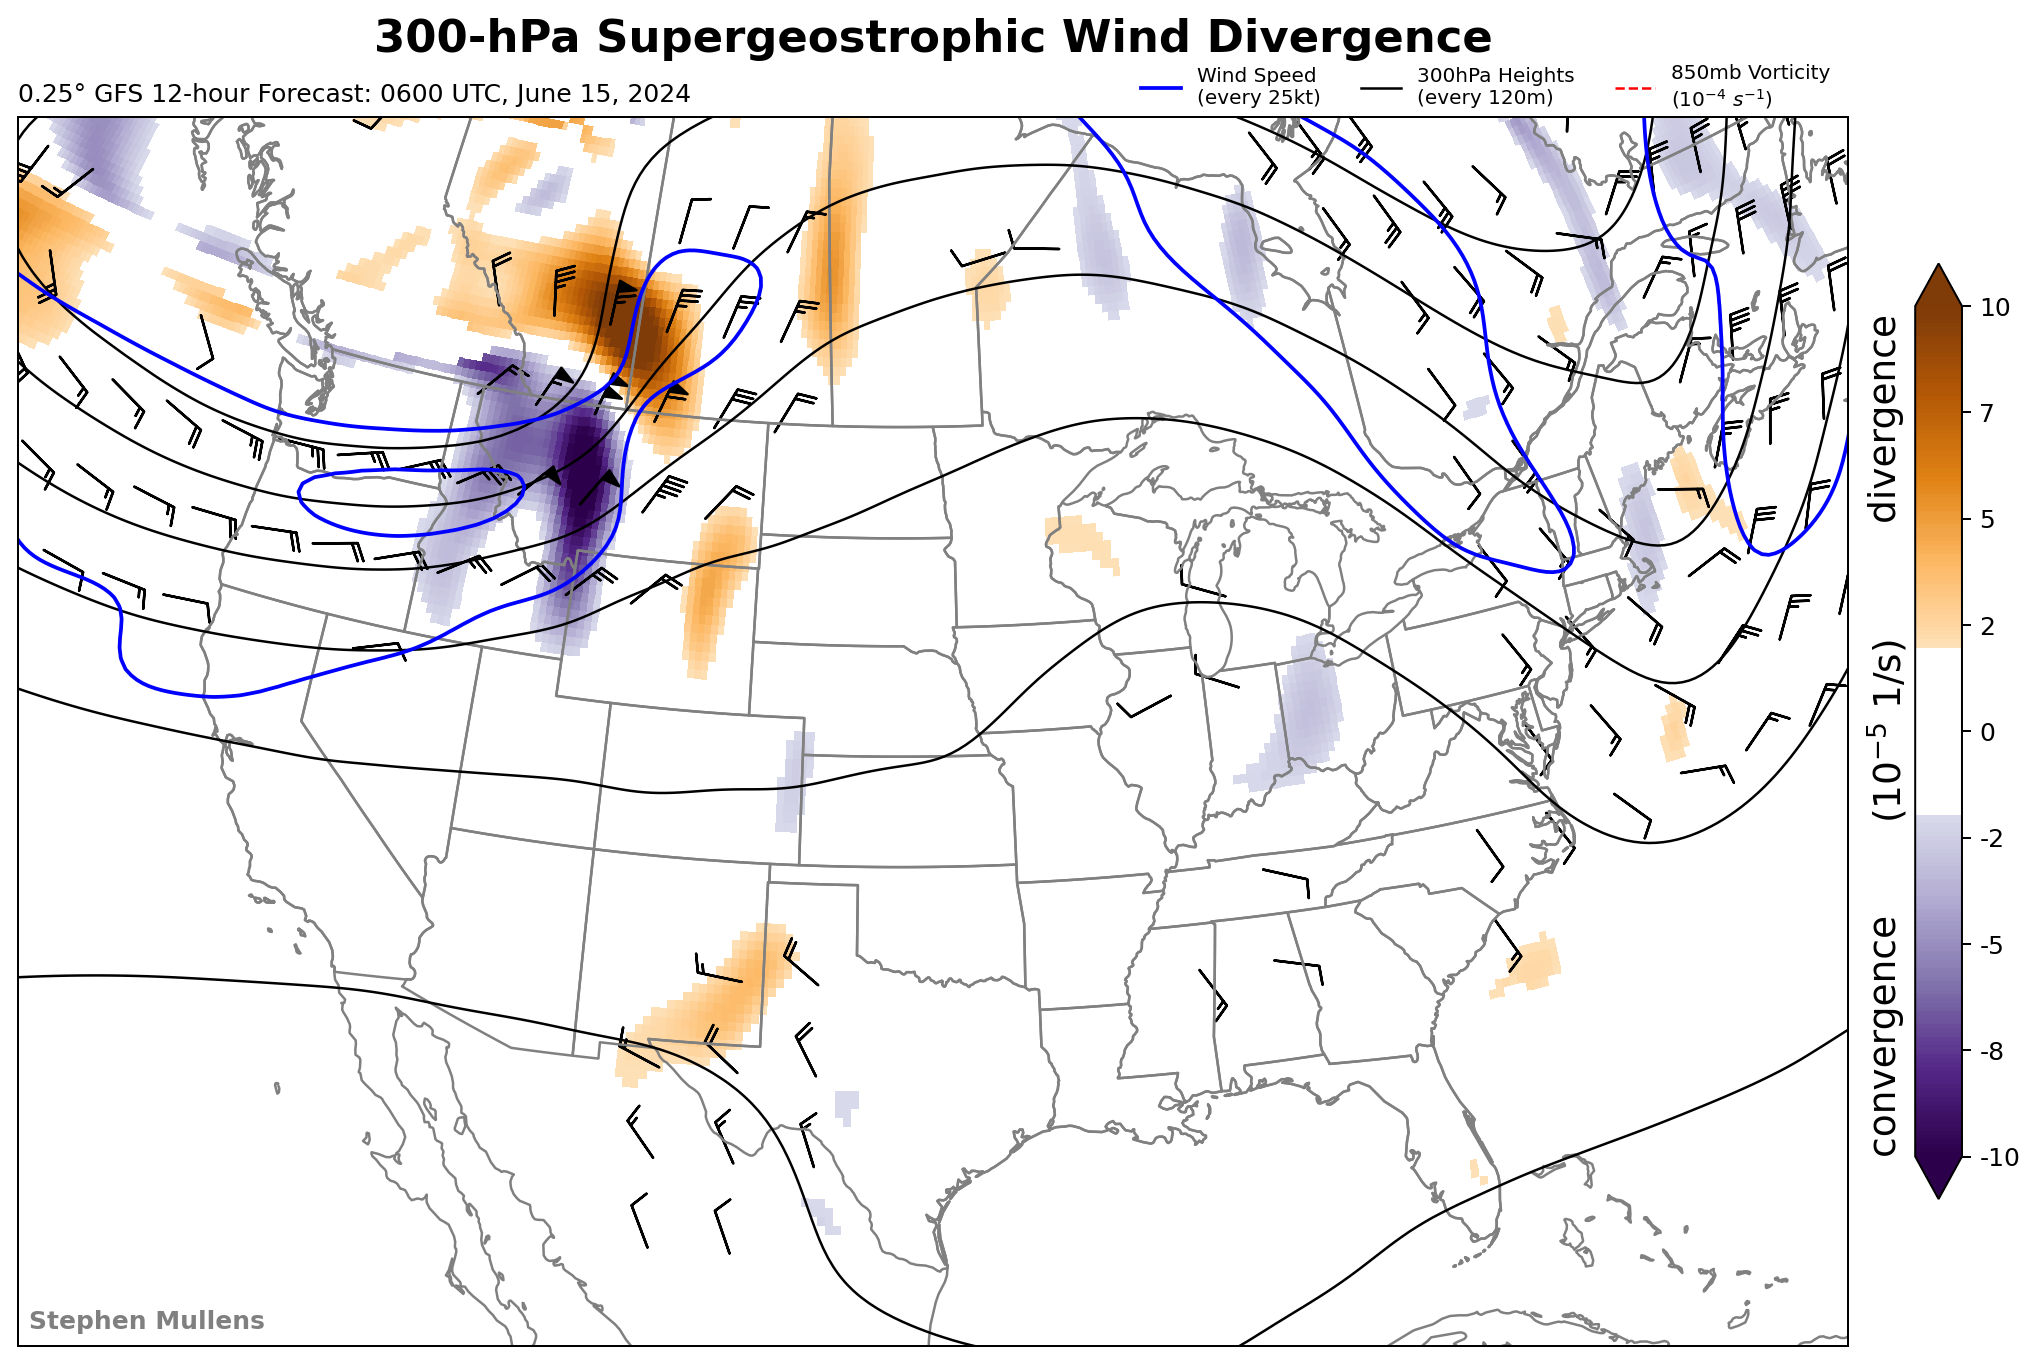 300-hPa Supergeostrophic Wind Divergence
0.25° GFS 12-hour Forecast: 0600 UTC, June 15, 2024
Wind Speed
(every 25kt)
300hPa Heights
(every 120m)
850mb Vorticity
(10⁻⁴ s⁻¹)
10
7
5
2
0
-2
-5
-8
-10
convergence (10⁻⁵ 1/s) divergence
Stephen Mullens